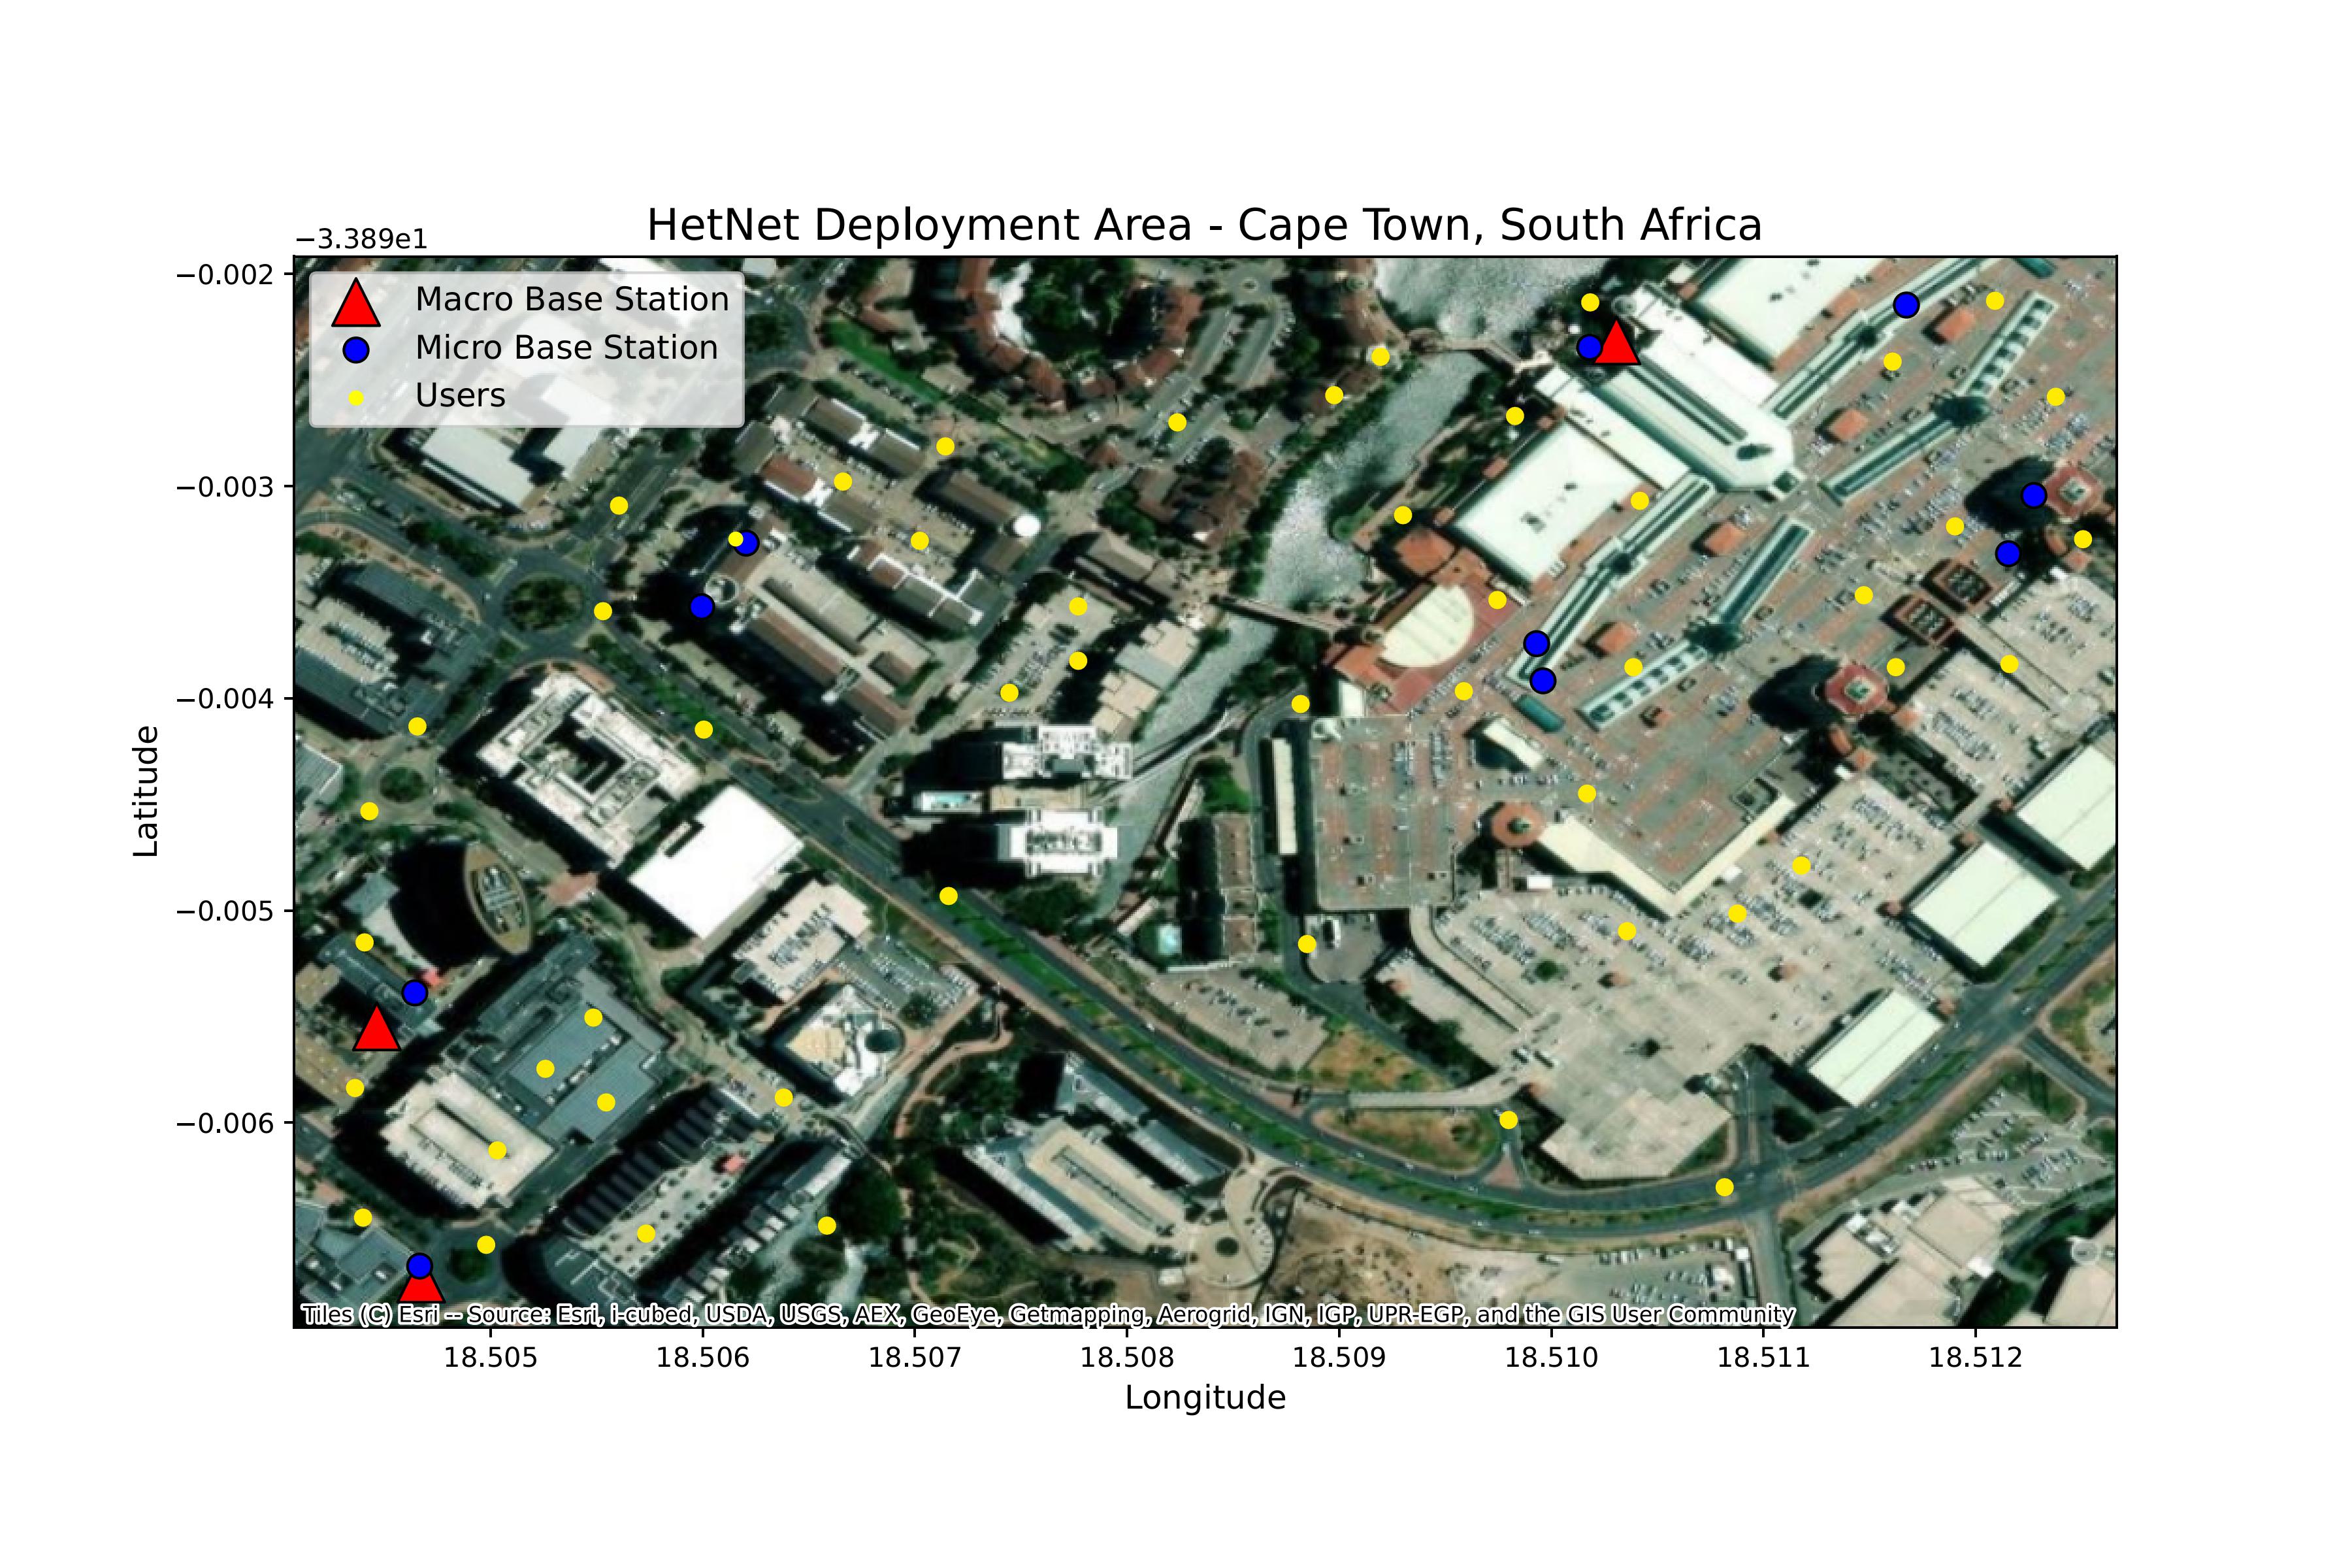 HetNet Deployment Area - Cape Town, South Africa
−3.389e1
Macro Base Station
Micro Base Station
Users
−0.002
−0.003
−0.004
−0.005
−0.006
Latitude
Tiles (C) Esri -- Source: Esri, i-cubed, USDA, USGS, AEX, GeoEye, Getmapping, Aerogrid, IGN, IGP, UPR-EGP, and the GIS User Community
18.505 18.506 18.507 18.508 18.509 18.510 18.511 18.512
Longitude